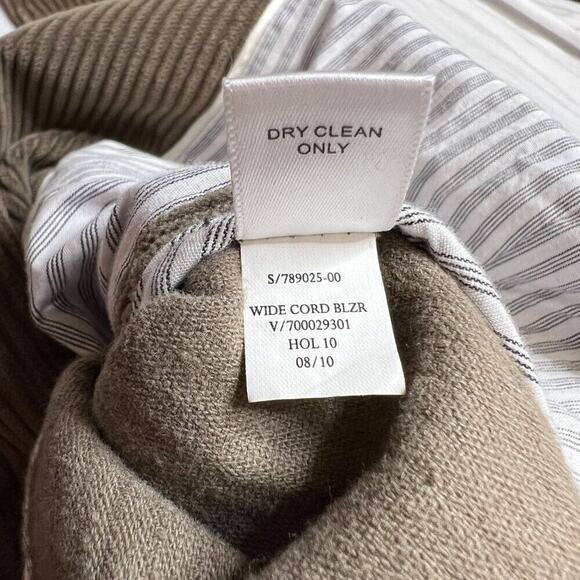 DRY CLEAN
ONLY
S/789025-00
WIDE CORD BLZR
V/700029301
HOL 10
08/10